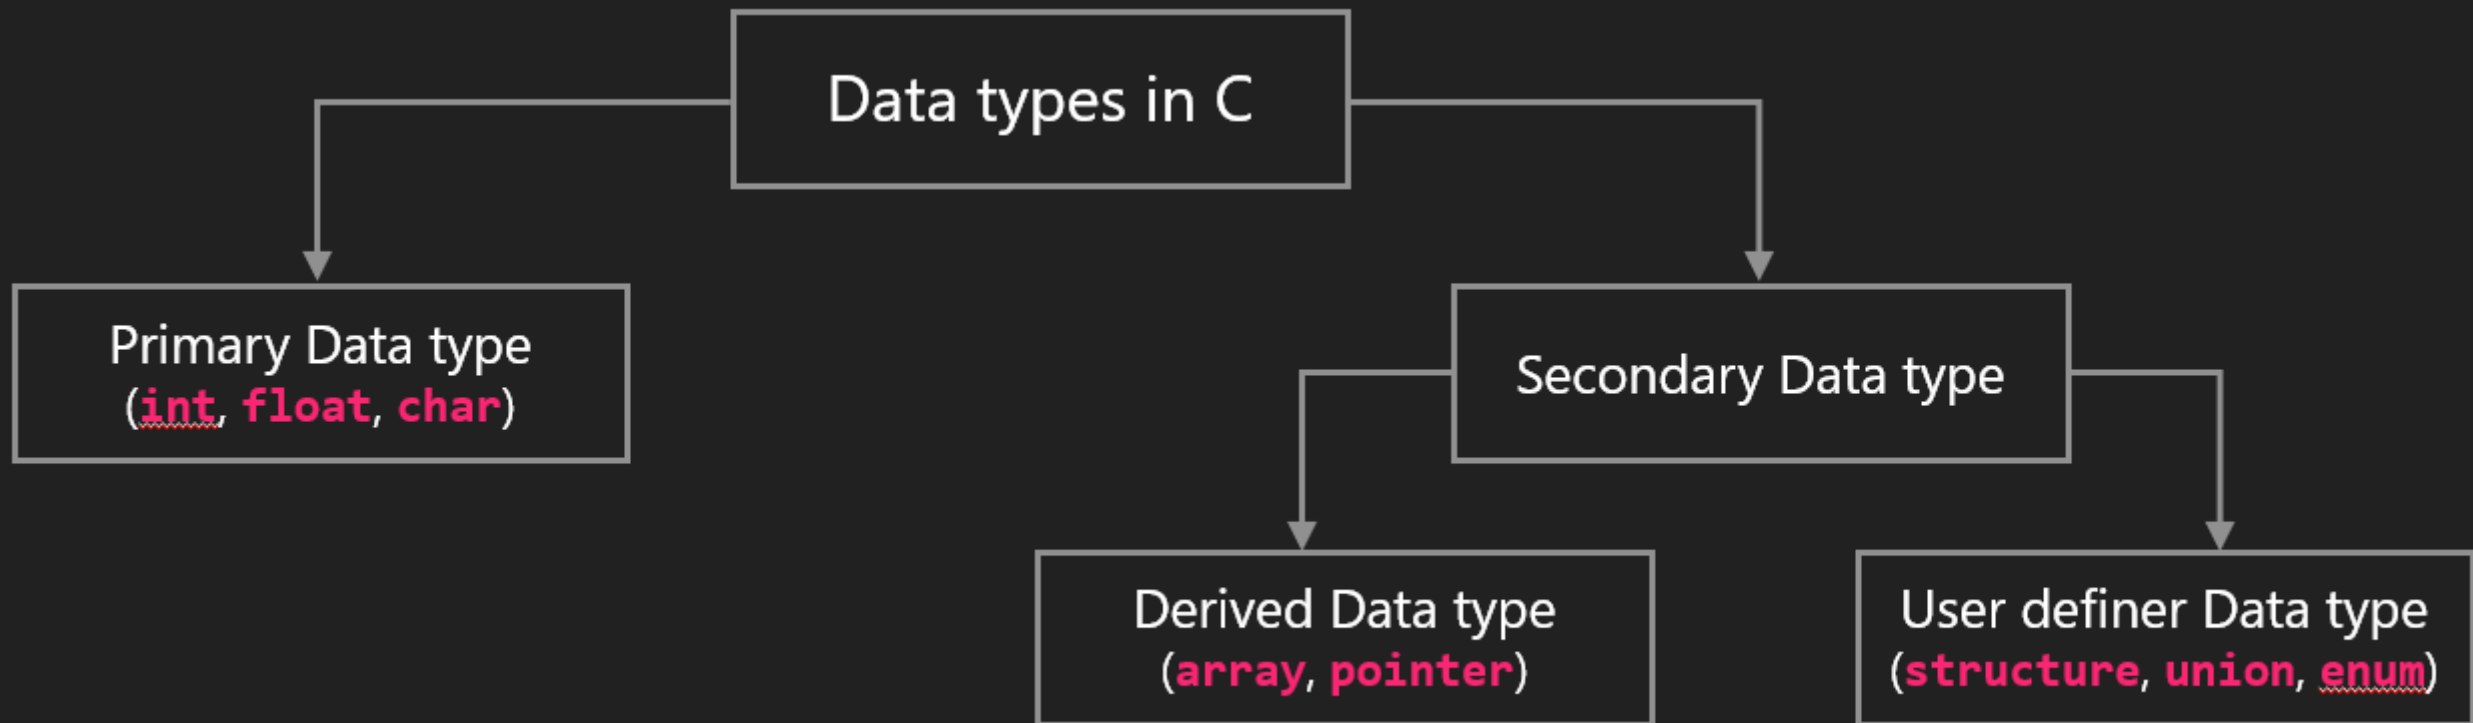 Data types in C
Primary Data type
(int, float, char)
Secondary Data type
Derived Data type
(array, pointer)
User definer Data type
(structure, union, enum)